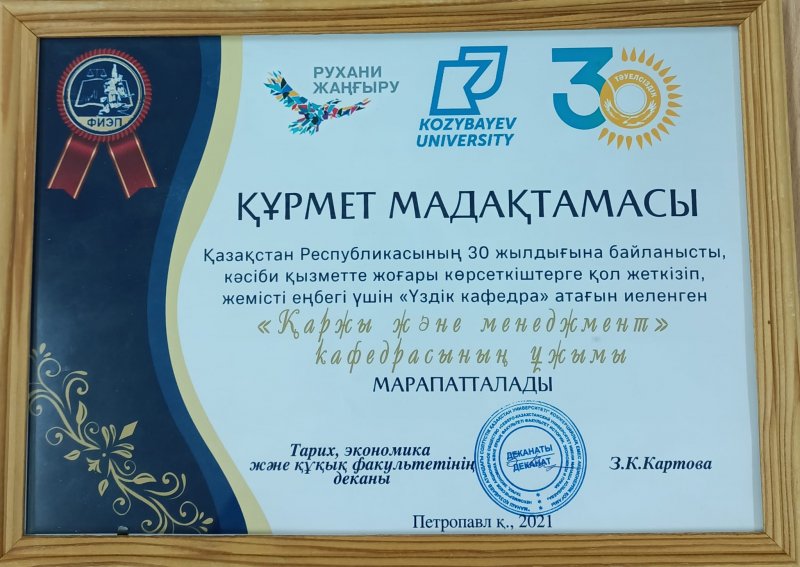 ФИЭП
РУХАНИ
ЖАҢҒЫРУ
KOZYBAYEV
UNIVERSITY
30
ТӘУЕЛСІЗДІК
ҚҰРМЕТ МАДАҚТАМАСЫ
Қазақстан Республикасының 30 жылдығына байланысты,
кәсіби қызметте жоғары көрсеткіштерге қол жеткізіп,
жемісті еңбегі үшін «Үздік кафедра» атағын иеленген
«Қаржы және менеджмент»
кафедрасының ұжымы
МАРАПАТТАЛАДЫ
Тарих, экономика
және құқық факультетінің
деканы
ДЕКАНАТЫ
ДЕКАНАТ
З.К.Картова
Петропавл қ., 2021